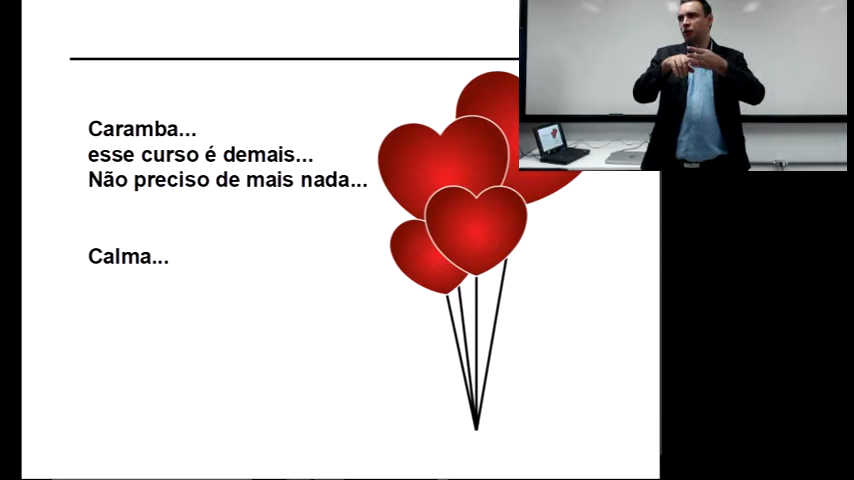 Caramba...
esse curso é demais...
Não preciso de mais nada...
Calma...